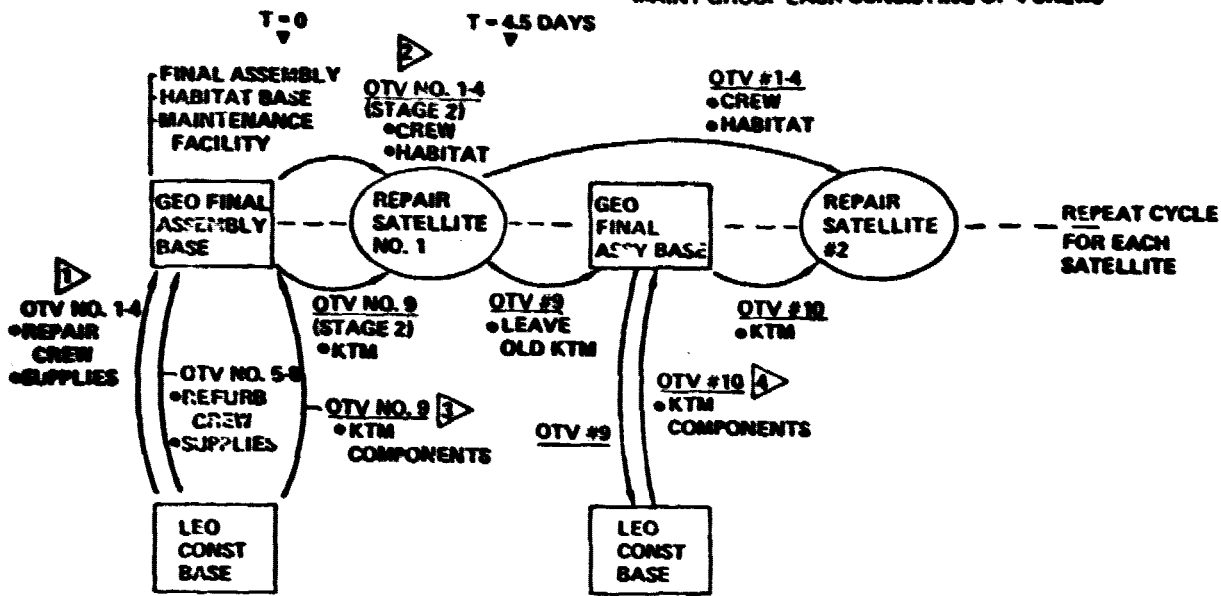 T = 0
T = 4.5 DAYS
FINAL ASSEMBLY
HABITAT BASE
MAINTENANCE
FACILITY
2
OTV NO. 1-4
(STAGE 2)
•CREW
•HABITAT
OTV #1-4
•CREW
•HABITAT
GEO FINAL
ASSEMBLY
BASE
REPAIR
SATELLITE
NO. 1
GEO
FINAL
ASSY BASE
REPAIR
SATELLITE
#2
REPEAT CYCLE
FOR EACH
SATELLITE
1
OTV NO. 1-4
•REPAIR
CREW
•SUPPLIES
OTV NO. 5-8
•REFURB
CREW
•SUPPLIES
OTV NO. 9
(STAGE 2)
•KTM
OTV NO. 9 3
•KTM
COMPONENTS
OTV #9
•LEAVE
OLD KTM
OTV #10
•KTM
OTV #9
OTV #10 4
•KTM
COMPONENTS
LEO
CONST
BASE
LEO
CONST
BASE